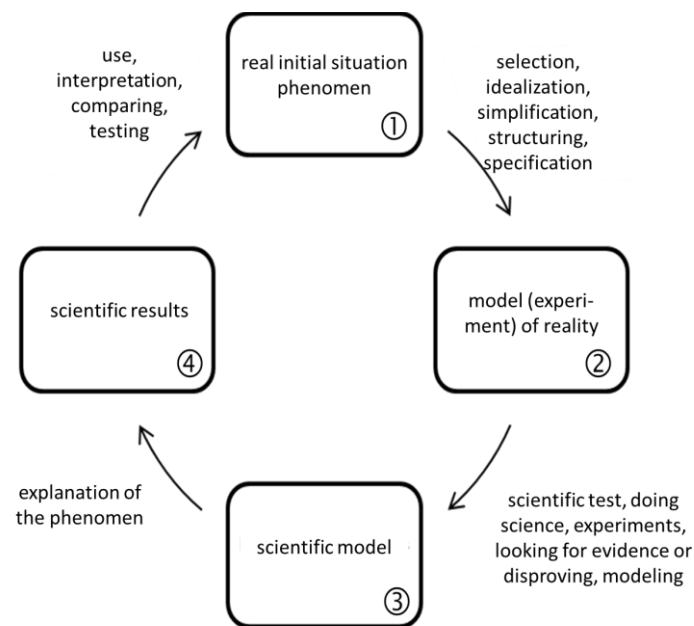 real initial situation
phenomen
①
selection,
idealization,
simplification,
structuring,
specification
model (experi-
ment) of reality
②
scientific test, doing
science, experiments,
looking for evidence or
disproving, modeling
scientific model
③
explanation of
the phenomen
scientific results
④
use,
interpretation,
comparing,
testing